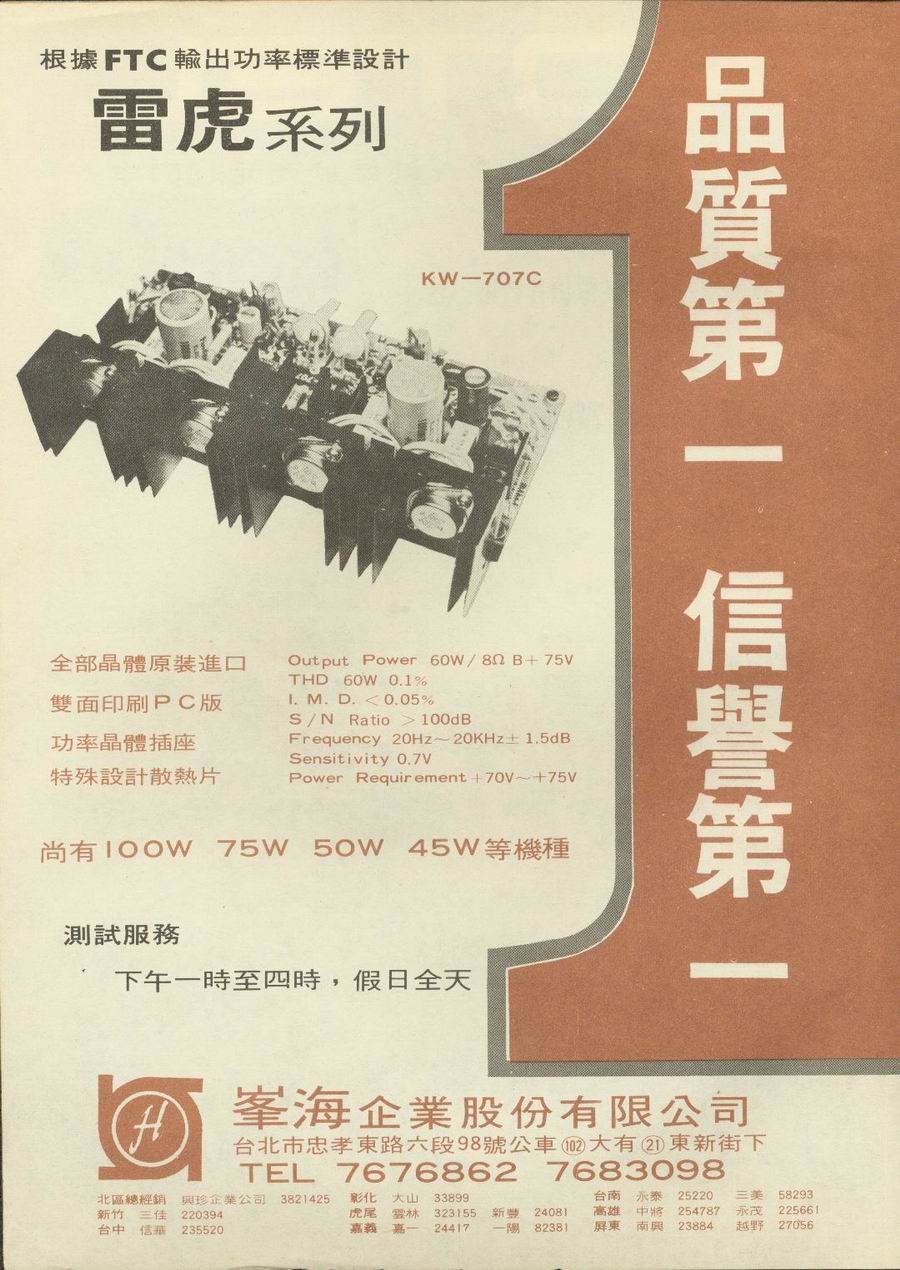 根據FTC輸出功率標準設計
雷虎系列
品質第一 信譽第一
KW—707C
全部晶體原裝進口
雙面印刷PC版
功率晶體插座
特殊設計散熱片
Output Power 60W/8Ω B+75V
THD 60W 0.1%
I. M. D. <0.05%
S/N Ratio >100dB
Frequency 20Hz~20KHz±1.5dB
Sensitivity 0.7V
Power Requirement+70V~+75V
尚有100W 75W 50W 45W等機種
測試服務
下午一時至四時，假日全天
H
峯海企業股份有限公司
台北市忠孝東路六段98號公車102大有21東新街下
TEL 7676862 7683098
北區總經銷 興珍企業公司 3821425 彰化 大山 33899 台南 永泰 25220 三美 58293
新竹 三佳 220394 虎尾 雲林 323155 新豐 24081 高雄 中將 254787 永茂 225661
台中 信華 235520 嘉義 嘉一 24417 一陽 82381 屏東 南興 23884 越野 27056